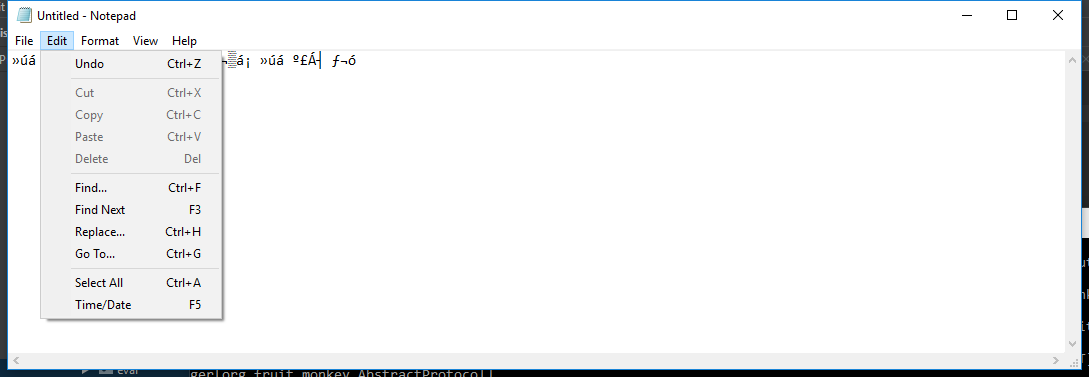 Untitled - Notepad
File Edit Format View Help
»úá ¬▒á¡ »úá º£Á┤ ƒ¬ó
Undo Ctrl+Z
Cut Ctrl+X
Copy Ctrl+C
Paste Ctrl+V
Delete Del
Find... Ctrl+F
Find Next F3
Replace... Ctrl+H
Go To... Ctrl+G
Select All Ctrl+A
Time/Date F5
eval
ger[org.fruit.monkey.AbstractProtocol]